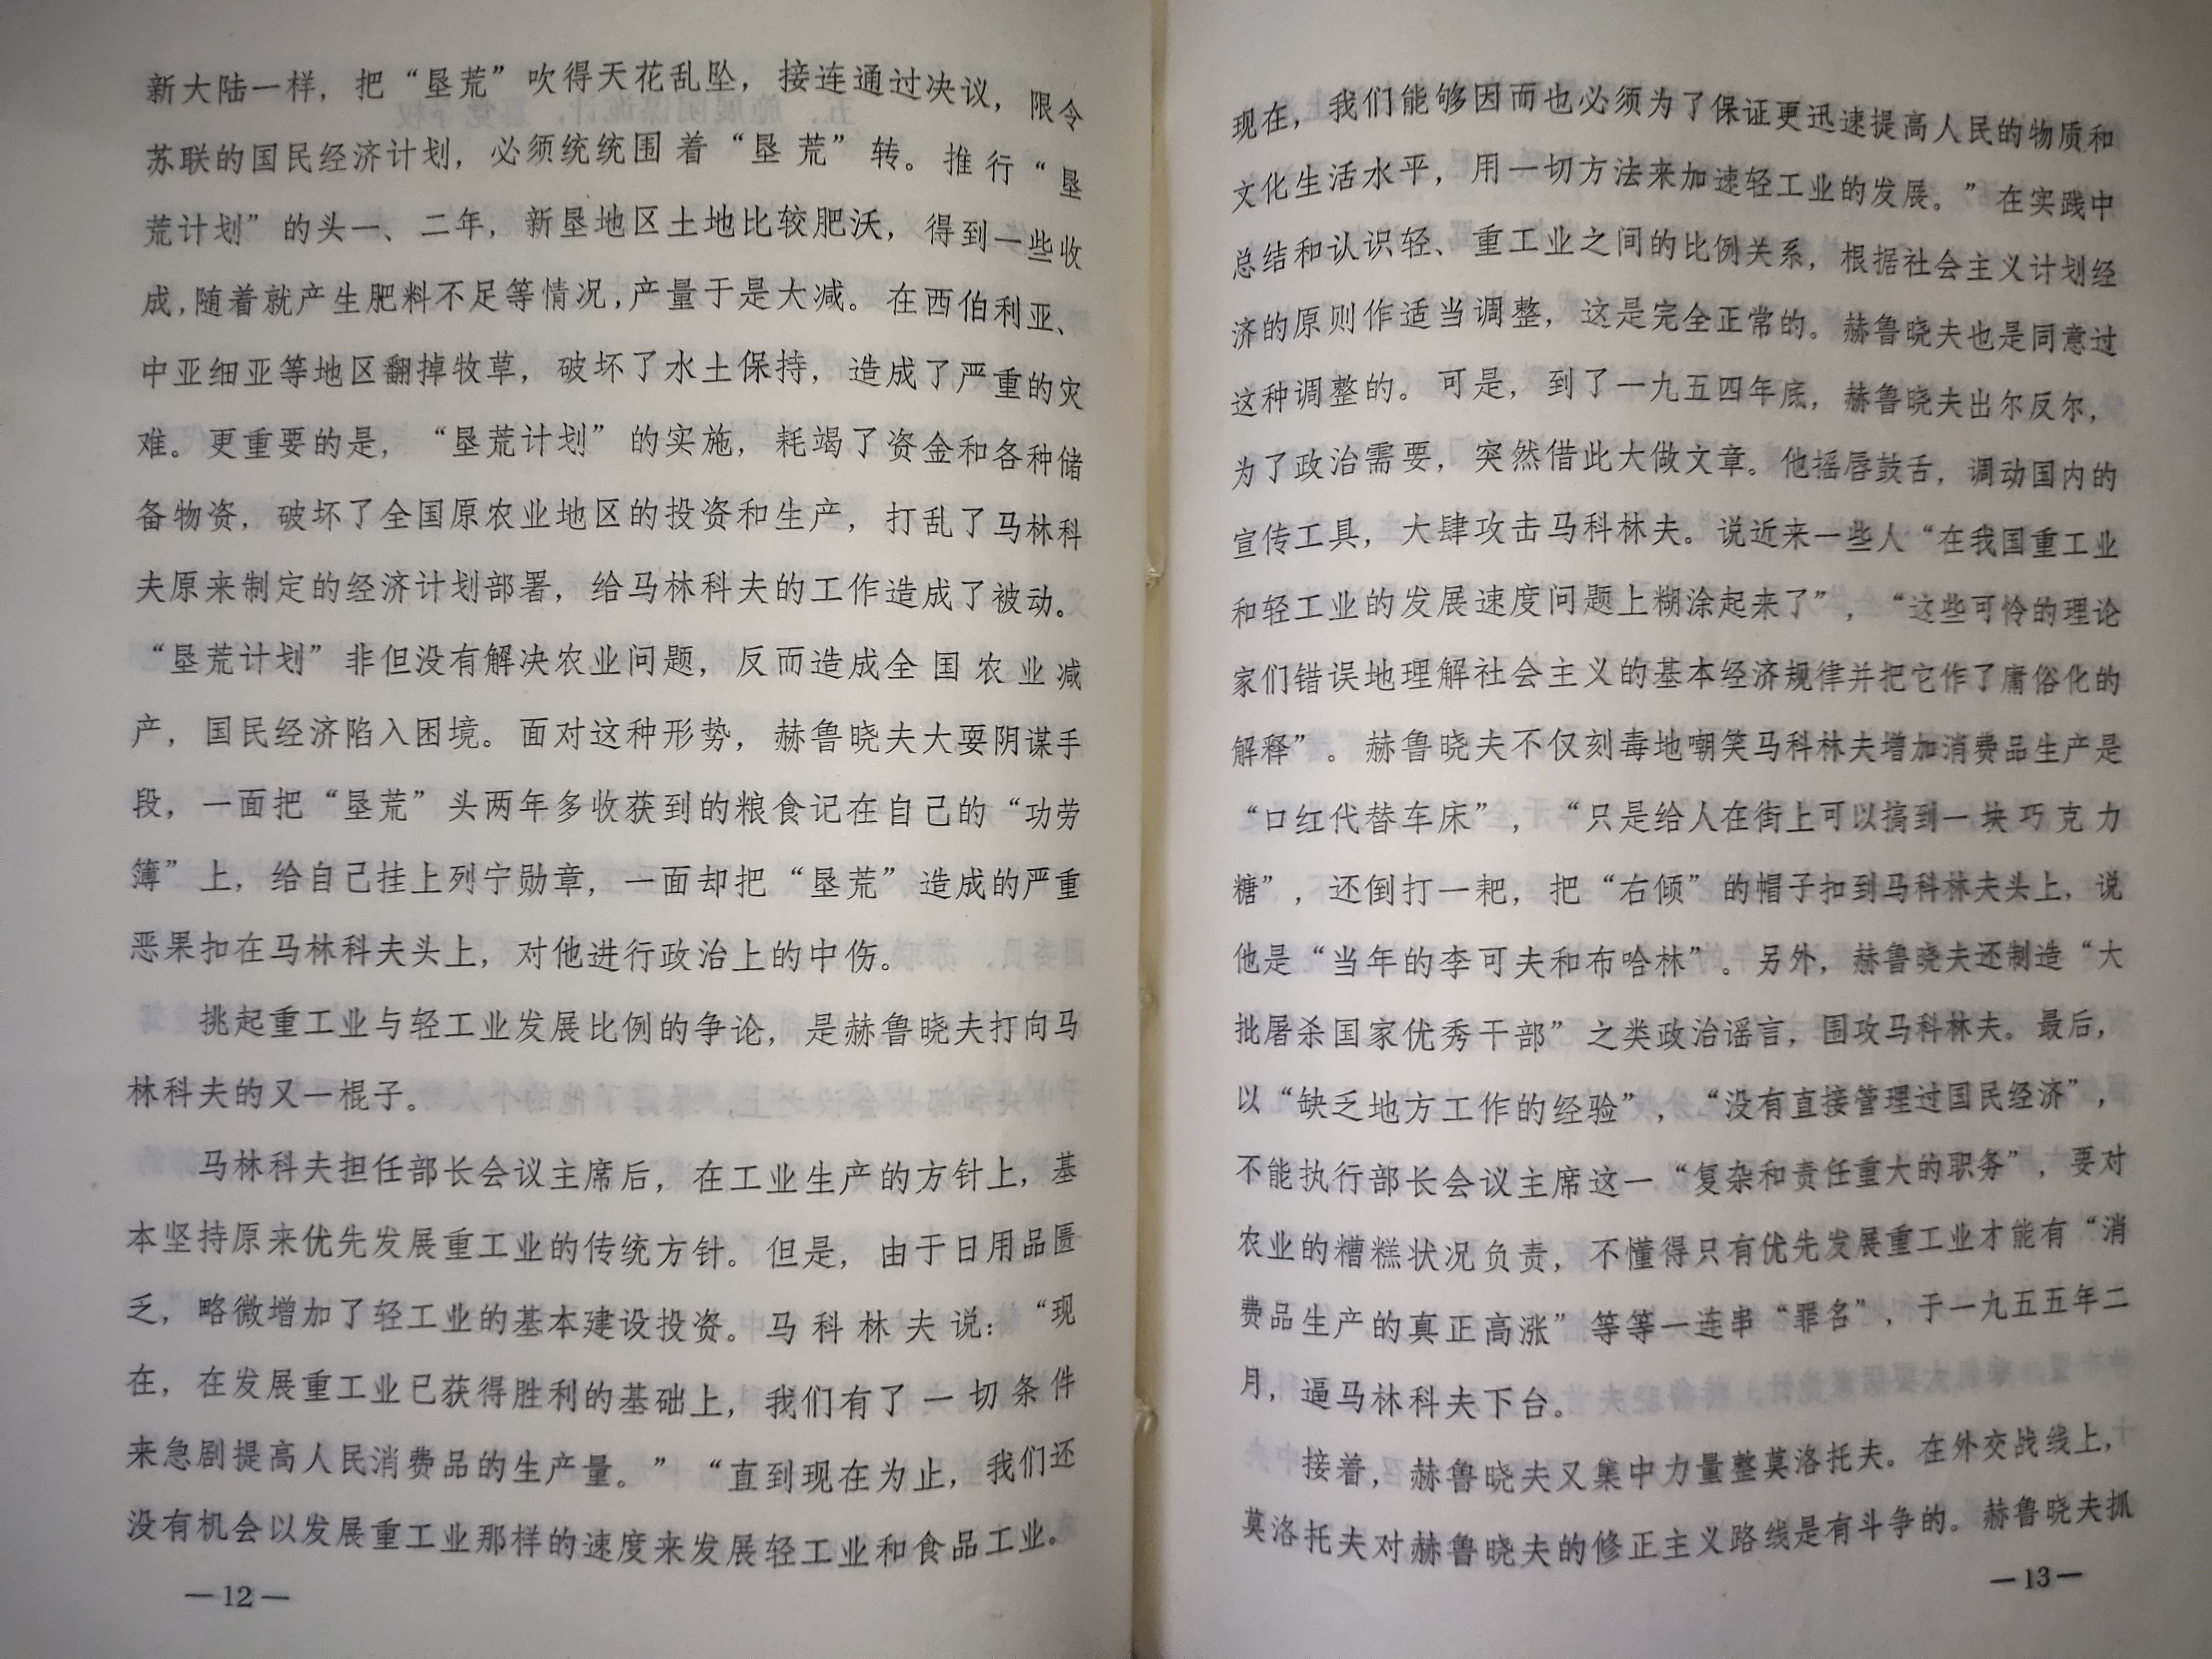 新大陆一样，把“垦荒”吹得天花乱坠，接连通过决议，限令
苏联的国民经济计划，必须统统围着“垦荒”转。推行“垦
荒计划”的头一、二年，新垦地区土地比较肥沃，得到一些收
成，随着就产生肥料不足等情况，产量于是大减。在西伯利亚、
中亚细亚等地区翻掉牧草，破坏了水土保持，造成了严重的灾
难。更重要的是，“垦荒计划”的实施，耗竭了资金和各种储
备物资，破坏了全国原农业地区的投资和生产，打乱了马林科
夫原来制定的经济计划部署，给马林科夫的工作造成了被动。
“垦荒计划”非但没有解决农业问题，反而造成全国农业减
产，国民经济陷入困境。面对这种形势，赫鲁晓夫大耍阴谋手
段，一面把“垦荒”头两年多收获到的粮食记在自己的“功劳
簿”上，给自己挂上列宁勋章，一面却把“垦荒”造成的严重
恶果扣在马林科夫头上，对他进行政治上的中伤。
挑起重工业与轻工业发展比例的争论，是赫鲁晓夫打向马
林科夫的又一棍子。
马林科夫担任部长会议主席后，在工业生产的方针上，基
本坚持原来优先发展重工业的传统方针。但是，由于日用品匮
乏，略微增加了轻工业的基本建设投资。马科林夫说：“现
在，在发展重工业已获得胜利的基础上，我们有了一切条件
来急剧提高人民消费品的生产量。”“直到现在为止，我们还
没有机会以发展重工业那样的速度来发展轻工业和食品工业。
—12—
现在，我们能够因而也必须为了保证更迅速提高人民的物质和
文化生活水平，用一切方法来加速轻工业的发展。”在实践中
总结和认识轻、重工业之间的比例关系，根据社会主义计划经
济的原则作适当调整，这是完全正常的。赫鲁晓夫也是同意过
这种调整的。可是，到了一九五四年底，赫鲁晓夫出尔反尔，
为了政治需要，突然借此大做文章。他摇唇鼓舌，调动国内的
宣传工具，大肆攻击马科林夫。说近来一些人“在我国重工业
和轻工业的发展速度问题上糊涂起来了”，“这些可怜的理论
家们错误地理解社会主义的基本经济规律并把它作了庸俗化的
解释”。赫鲁晓夫不仅刻毒地嘲笑马科林夫增加消费品生产是
“口红代替车床”，“只是给人在街上可以搞到一块巧克力
糖”，还倒打一耙，把“右倾”的帽子扣到马科林夫头上，说
他是“当年的李可夫和布哈林”。另外，赫鲁晓夫还制造“大
批屠杀国家优秀干部”之类政治谣言，围攻马科林夫。最后，
以“缺乏地方工作的经验”，“没有直接管理过国民经济”，
不能执行部长会议主席这一“复杂和责任重大的职务”，要对
农业的糟糕状况负责，不懂得只有优先发展重工业才能有“消
费品生产的真正高涨”等等一连串“罪名”，于一九五五年二
月，逼马林科夫下台。
接着，赫鲁晓夫又集中力量整莫洛托夫。在外交战线上，
莫洛托夫对赫鲁晓夫的修正主义路线是有斗争的。赫鲁晓夫抓
—13—